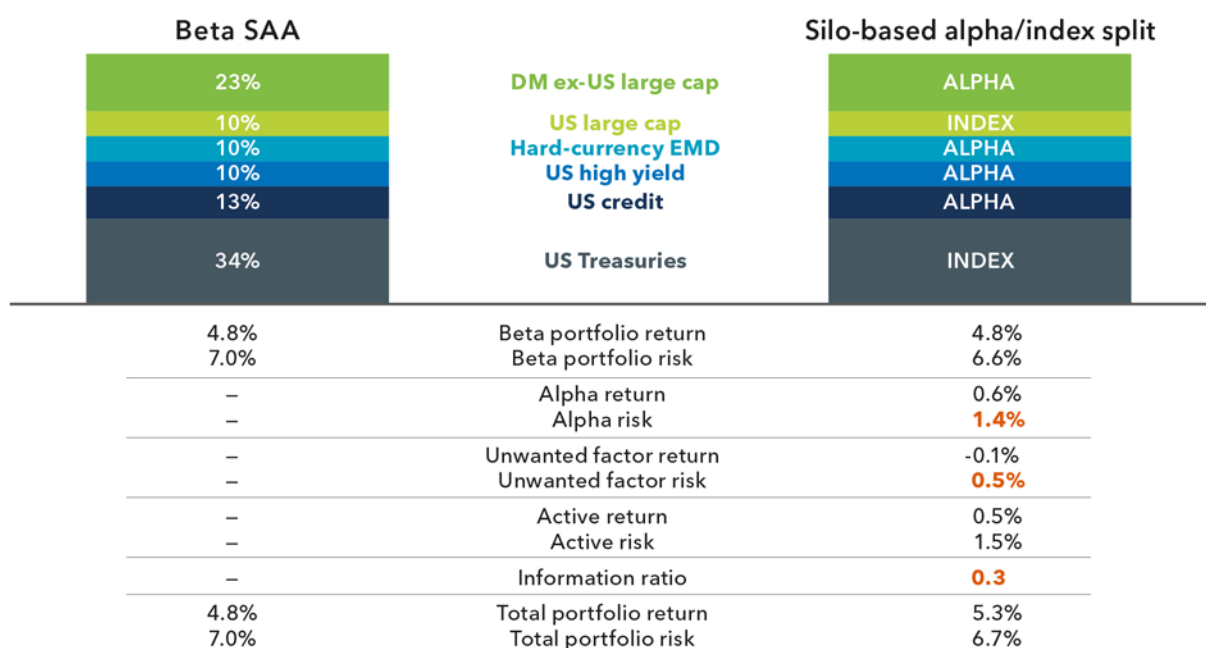 Beta SAA Silo-based alpha/index split
23% DM ex-US large cap ALPHA
10% US large cap INDEX
10% Hard-currency EMD ALPHA
10% US high yield ALPHA
13% US credit ALPHA
34% US Treasuries INDEX
4.8% Beta portfolio return 4.8%
7.0% Beta portfolio risk 6.6%
– Alpha return 0.6%
– Alpha risk 1.4%
– Unwanted factor return -0.1%
– Unwanted factor risk 0.5%
– Active return 0.5%
– Active risk 1.5%
– Information ratio 0.3
4.8% Total portfolio return 5.3%
7.0% Total portfolio risk 6.7%